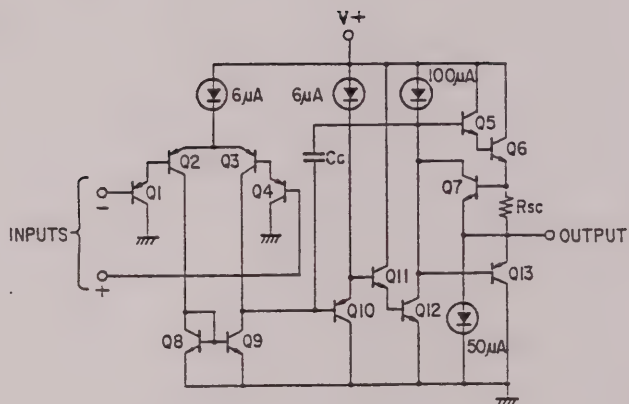 V+
6μA
6μA
100μA
Q5
Q6
Q2
Q3
Cc
Q7
Q1
Q4
Rsc
−
INPUTS
OUTPUT
+
Q11
Q13
Q10
Q12
Q8
Q9
50μA